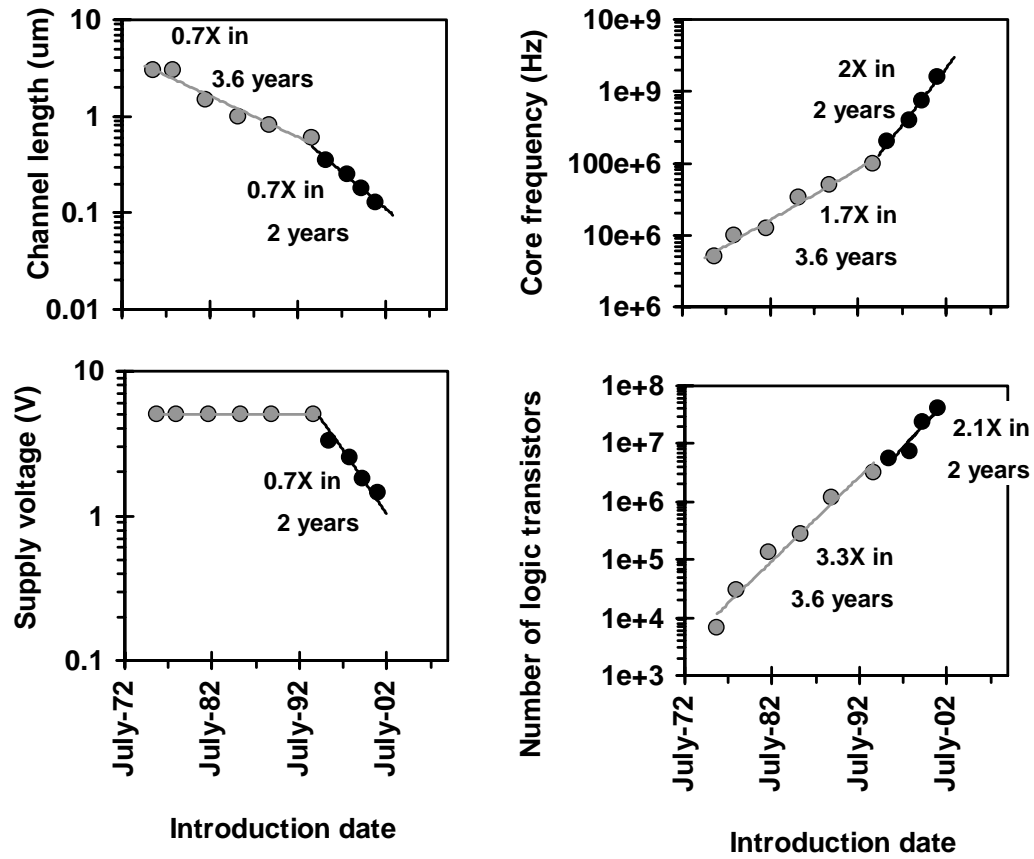 Channel length (um)
10
1
0.1
0.01
0.7X in
3.6 years
0.7X in
2 years
Core frequency (Hz)
10e+9
1e+9
100e+6
10e+6
1e+6
2X in
2 years
1.7X in
3.6 years
Supply voltage (V)
10
1
0.1
0.7X in
2 years
July-72
July-82
July-92
July-02
Introduction date
Number of logic transistors
1e+8
1e+7
1e+6
1e+5
1e+4
1e+3
2.1X in
2 years
3.3X in
3.6 years
July-72
July-82
July-92
July-02
Introduction date